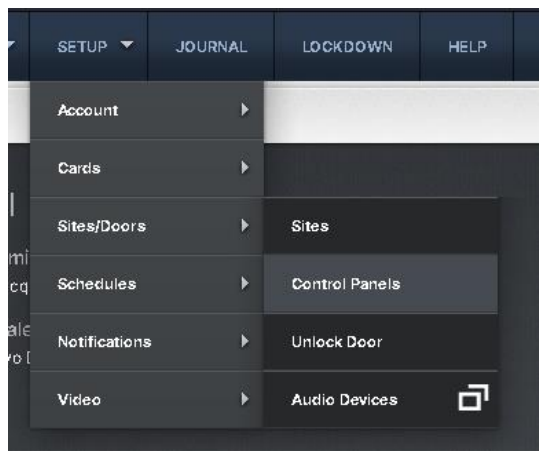 SETUP JOURNAL LOCKDOWN HELP
Account
Cards
Sites/Doors Sites
Schedules Control Panels
Notifications Unlock Door
Video Audio Devices